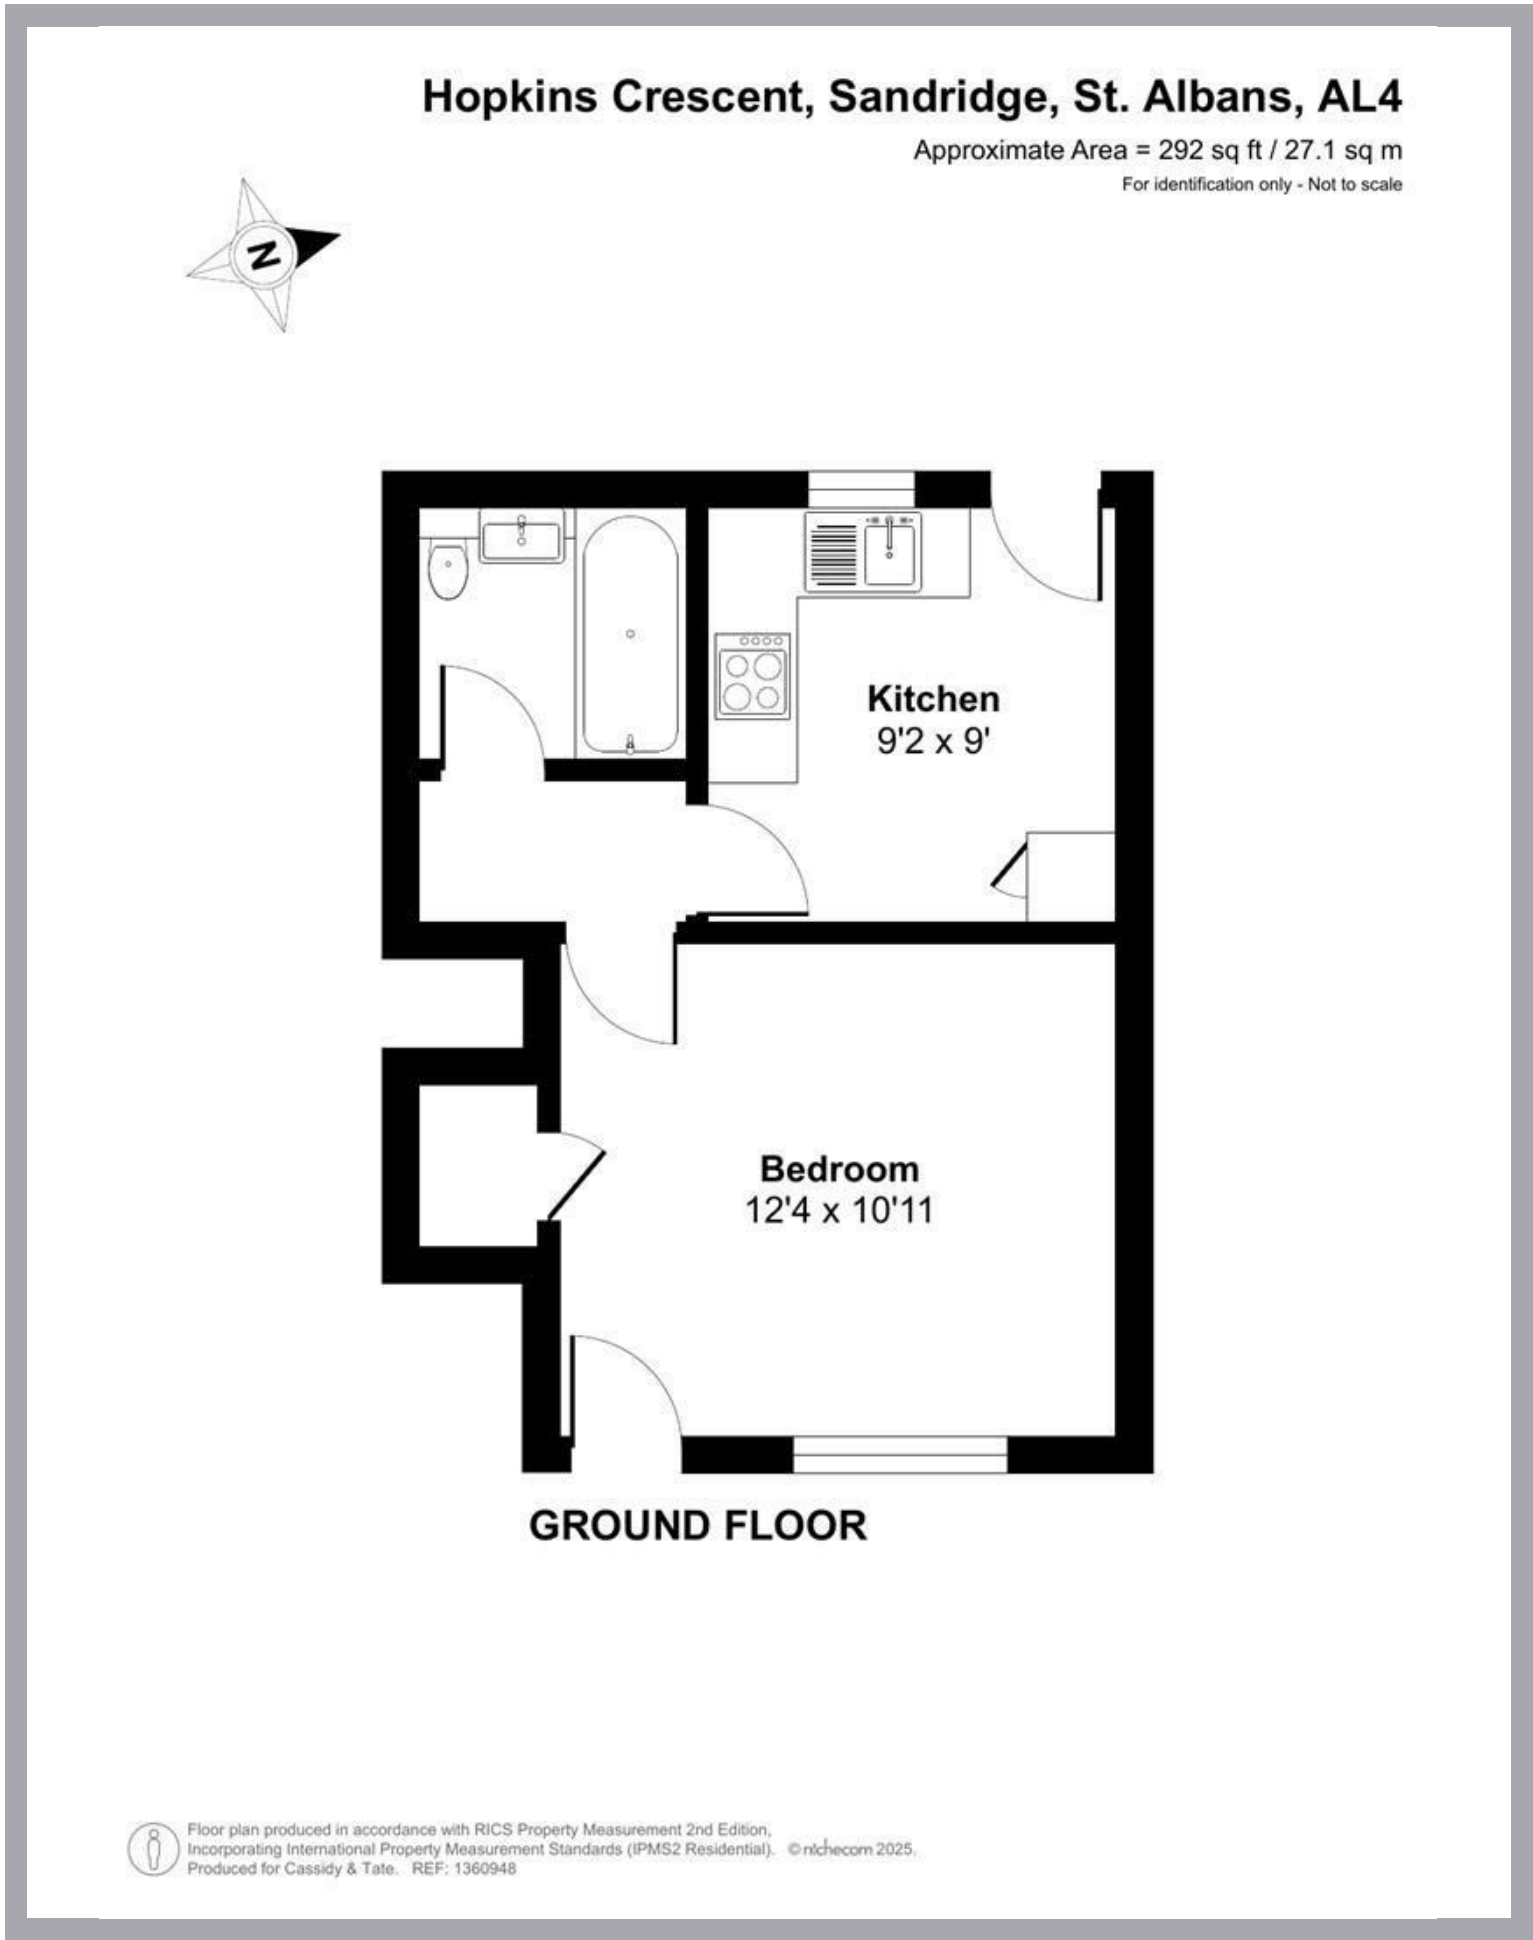 Hopkins Crescent, Sandridge, St. Albans, AL4
Approximate Area = 292 sq ft / 27.1 sq m
For identification only - Not to scale
N
Kitchen
9'2 x 9'
Bedroom
12'4 x 10'11
GROUND FLOOR
Floor plan produced in accordance with RICS Property Measurement 2nd Edition,
Incorporating International Property Measurement Standards (IPMS2 Residential). © nichecom 2025.
Produced for Cassidy & Tate. REF: 1360948